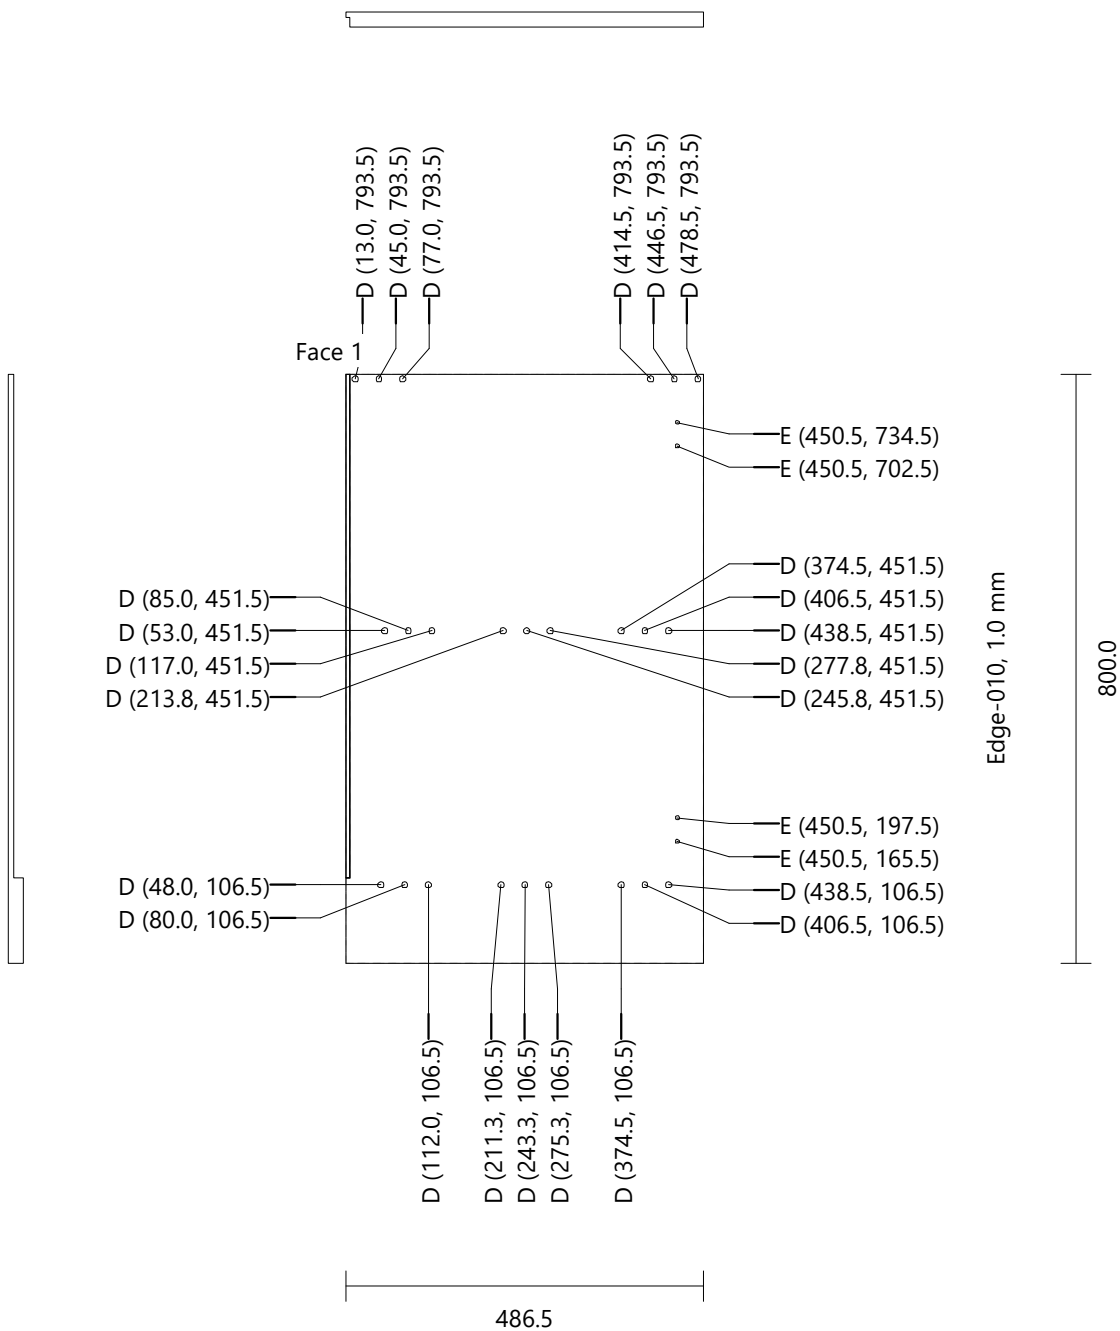 D (13.0, 793.5)
D (45.0, 793.5)
D (77.0, 793.5)
D (414.5, 793.5)
D (446.5, 793.5)
D (478.5, 793.5)
Face 1
E (450.5, 734.5)
E (450.5, 702.5)
D (85.0, 451.5)
D (53.0, 451.5)
D (117.0, 451.5)
D (213.8, 451.5)
D (374.5, 451.5)
D (406.5, 451.5)
D (438.5, 451.5)
D (277.8, 451.5)
D (245.8, 451.5)
Edge-010, 1.0 mm
800.0
E (450.5, 197.5)
E (450.5, 165.5)
D (48.0, 106.5)
D (80.0, 106.5)
D (438.5, 106.5)
D (406.5, 106.5)
D (112.0, 106.5)
D (211.3, 106.5)
D (243.3, 106.5)
D (275.3, 106.5)
D (374.5, 106.5)
486.5